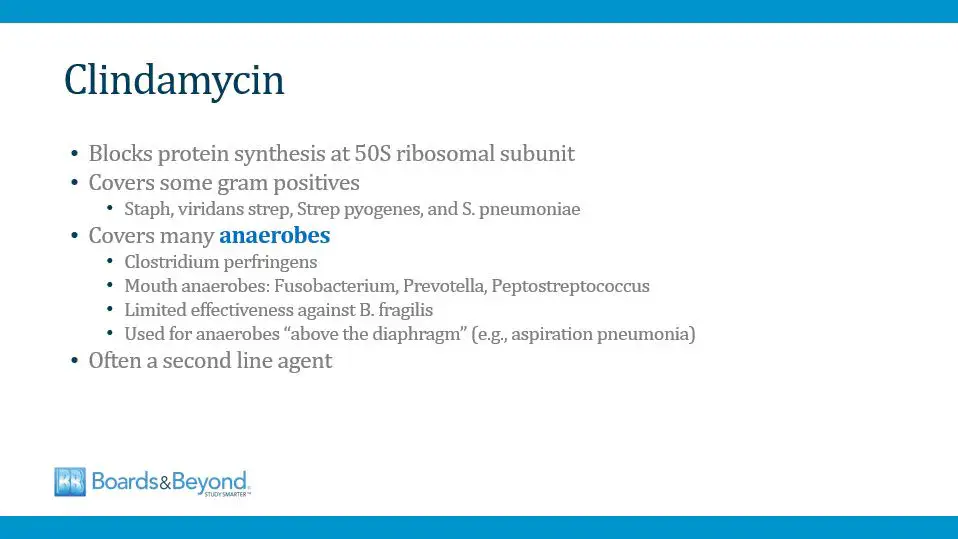 Clindamycin
• Blocks protein synthesis at 50S ribosomal subunit
• Covers some gram positives
• Staph, viridans strep, Strep pyogenes, and S. pneumoniae
• Covers many anaerobes
• Clostridium perfringens
• Mouth anaerobes: Fusobacterium, Prevotella, Peptostreptococcus
• Limited effectiveness against B. fragilis
• Used for anaerobes “above the diaphragm” (e.g., aspiration pneumonia)
• Often a second line agent
BB Boards&Beyond®
STUDY SMARTER™